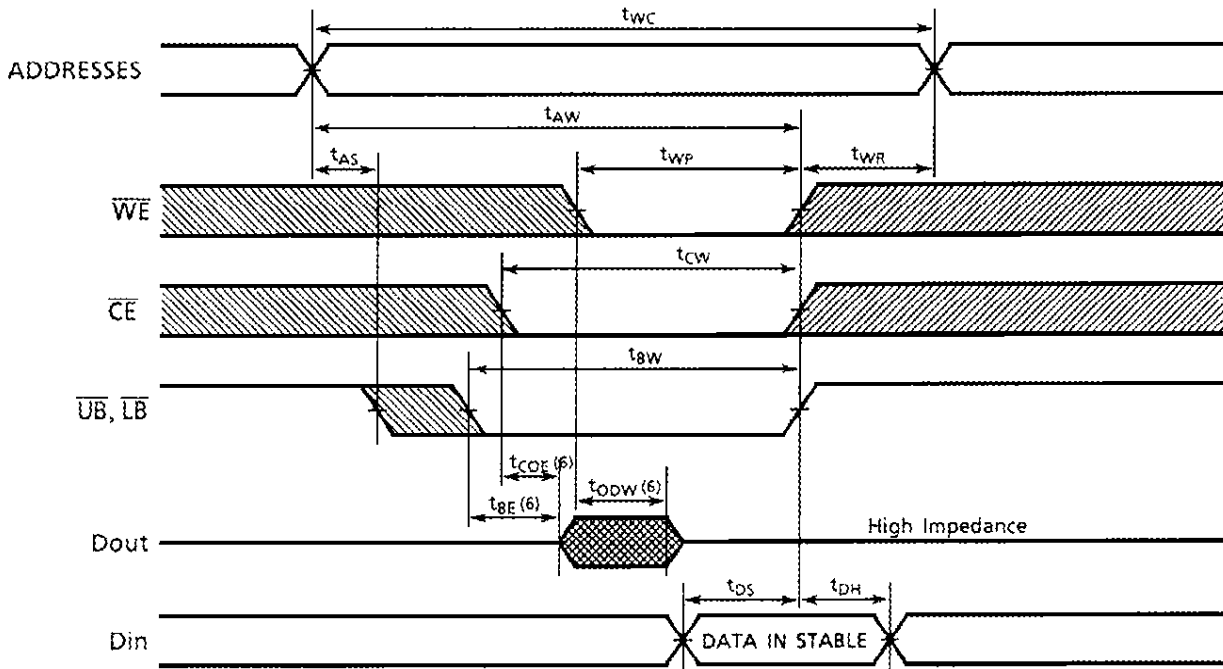 tWC
ADDRESSES
tAW
tAS
tWP
tWR
WE
tCW
CE
tBW
UB, LB
tCOE (6)
tODW (6)
tBE (6)
High Impedance
Dout
tDS
tDH
Din
DATA IN STABLE